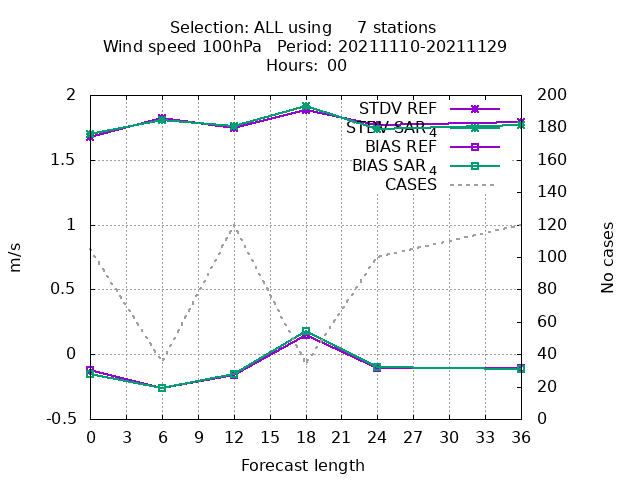 Selection: ALL using     7 stations
Wind speed 100hPa   Period: 20211110-20211129
Hours:  00
STDV REF
STDV SAR4
BIAS REF
BIAS SAR4
CASES
2
1.5
1
0.5
0
-0.5
m/s
200
180
160
140
120
100
80
60
40
20
0
No cases
0 3 6 9 12 15 18 21 24 27 30 33 36
Forecast length